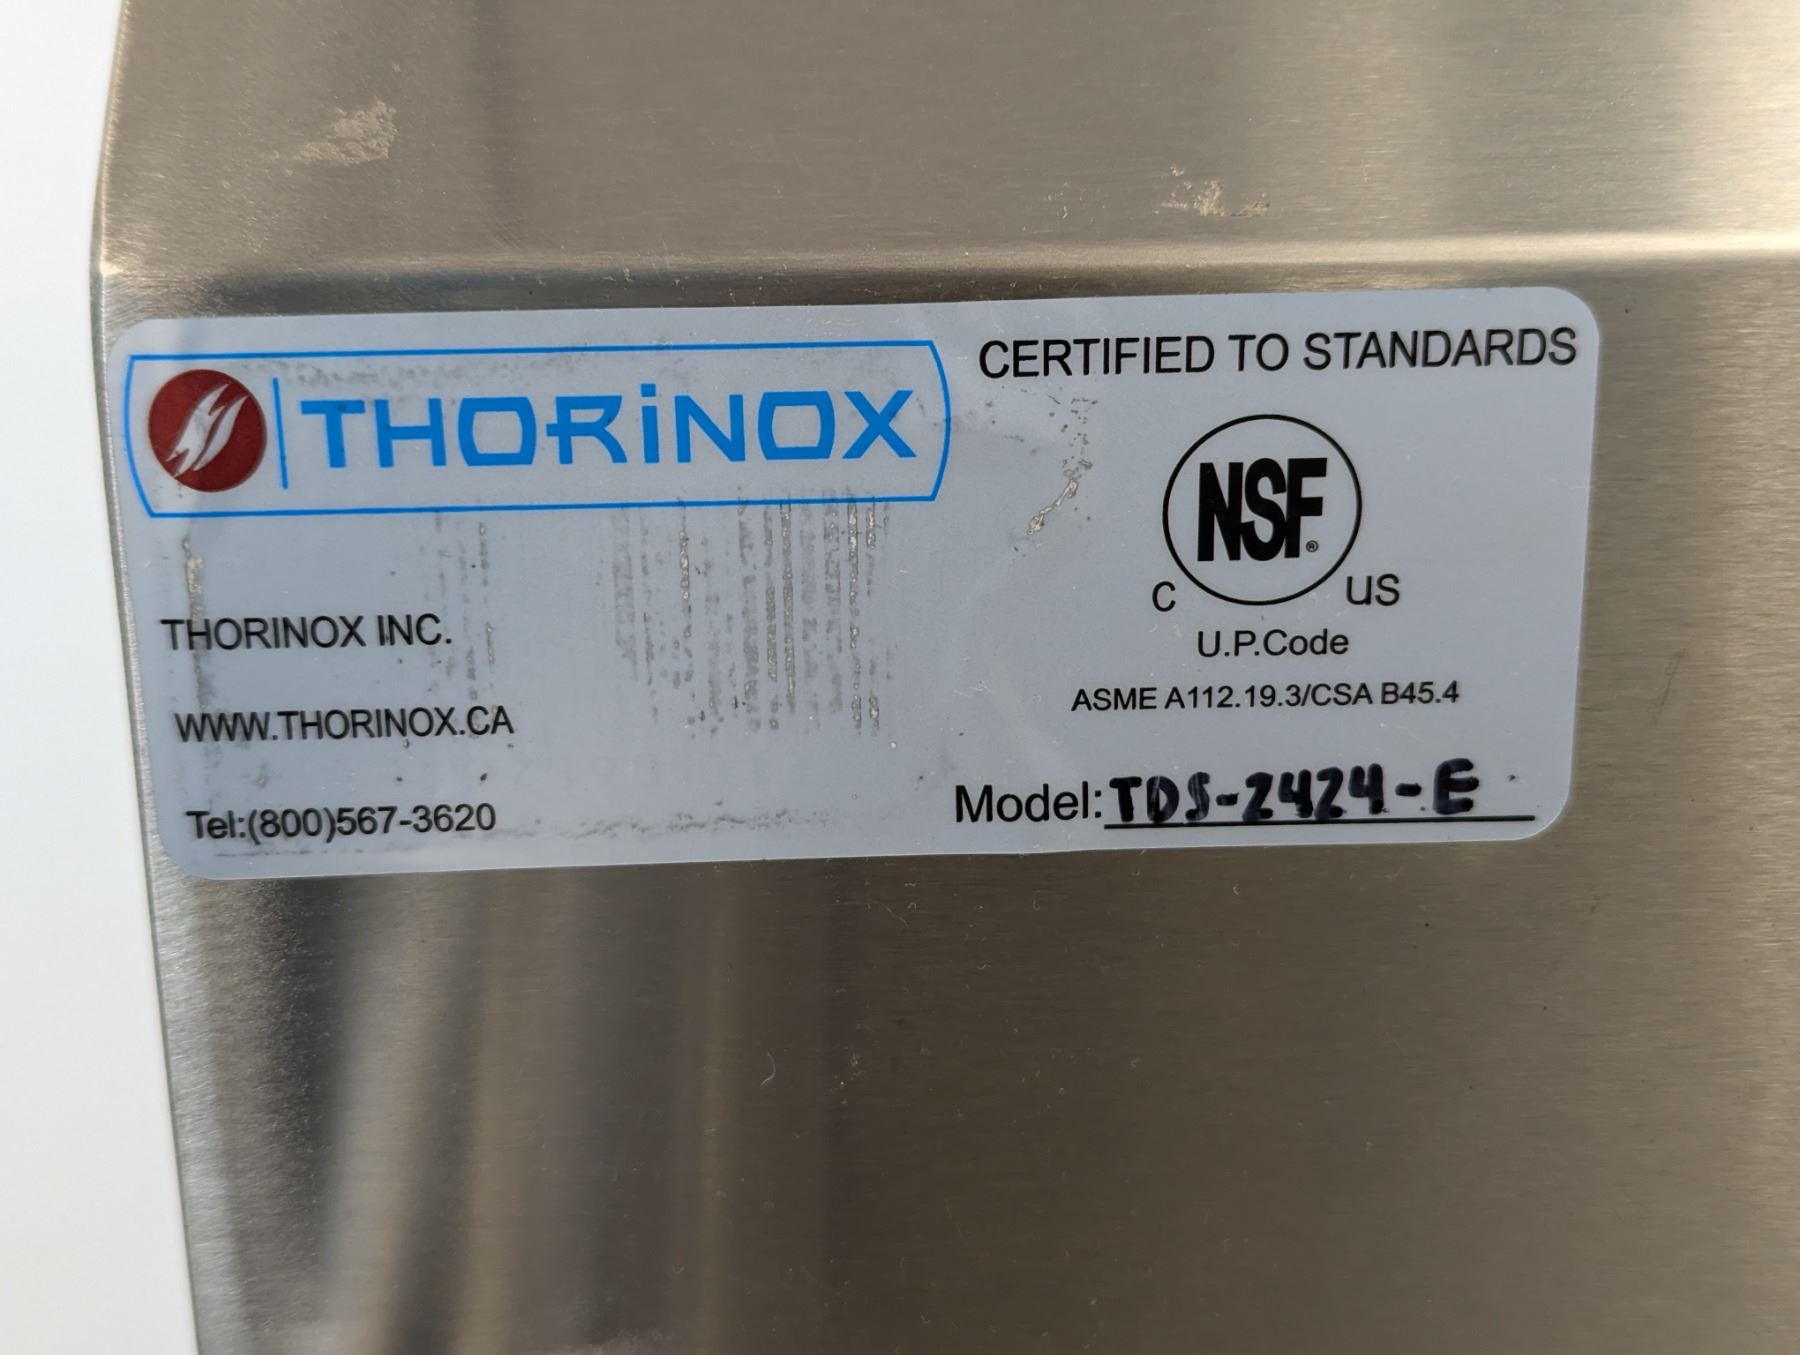 THORiNOX
THORINOX INC.
WWW.THORINOX.CA
Tel:(800)567-3620
CERTIFIED TO STANDARDS
NSF®
C US
U.P.Code
ASME A112.19.3/CSA B45.4
Model: TDS-2424-E